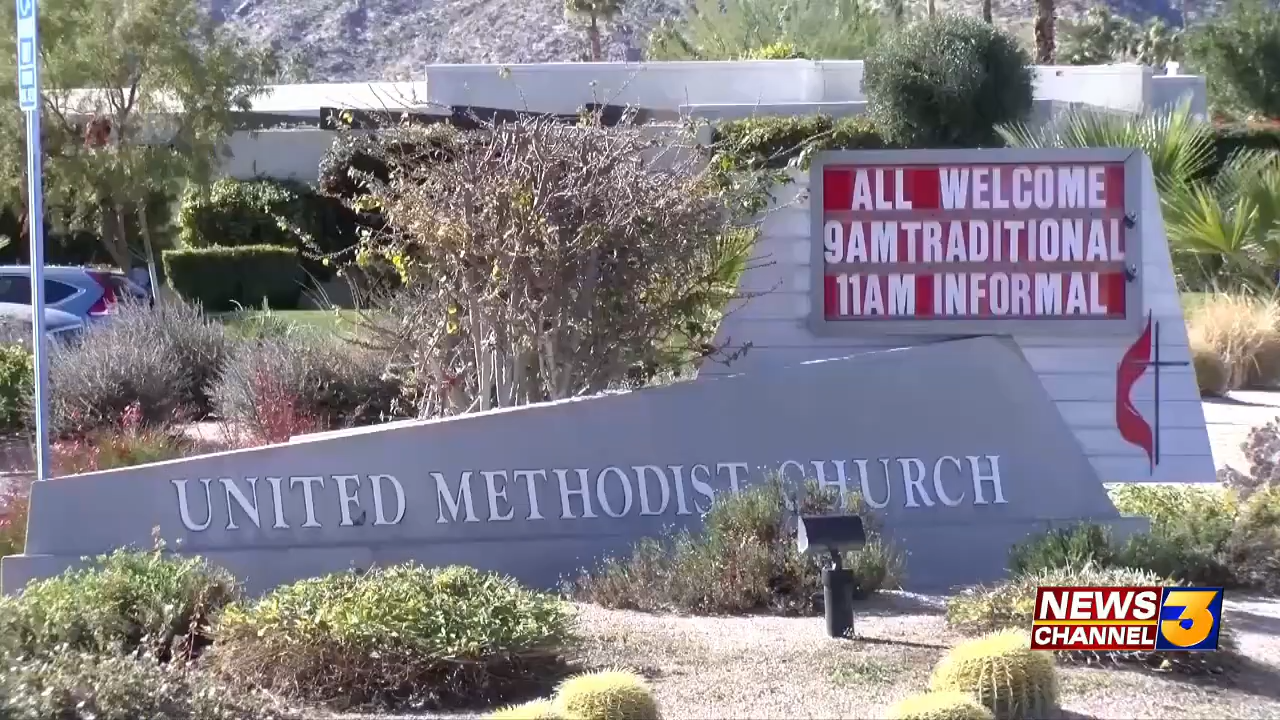 ALL WELCOME
9AM TRADITIONAL
11AM INFORMAL
UNITED METHODIST CHURCH
NEWS
CHANNEL 3